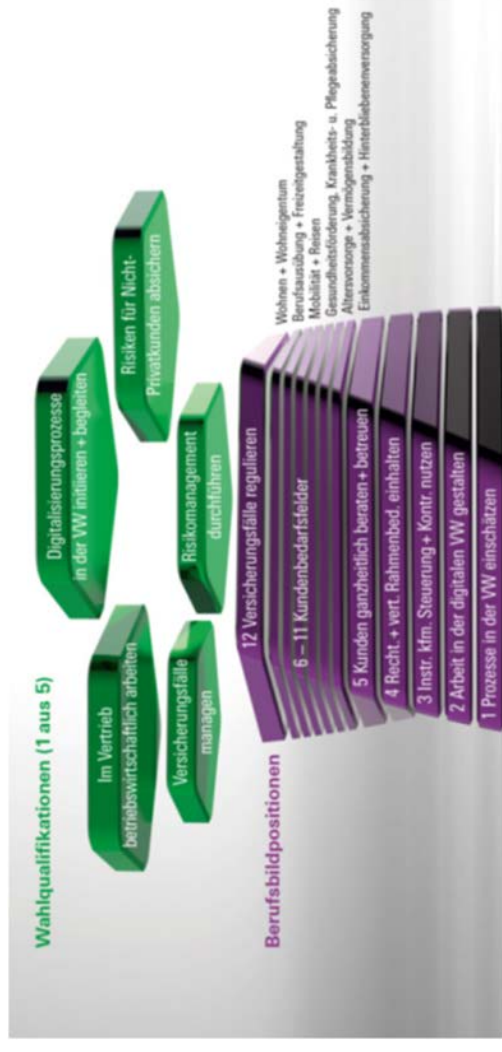 Wahlqualifikationen (1 aus 5)
Digitalisierungsprozesse
in der VW initiieren + begleiten
Im Vertrieb
betriebswirtschaftlich arbeiten
Risiken für Nicht-
Privatkunden absichern
Versicherungsfälle
managen
Risikomanagement
durchführen
Berufsbildpositionen
12 Versicherungsfälle regulieren
6 – 11 Kundenbedarfsfelder
Wohnen + Wohneigentum
Berufsausübung + Freizeitgestaltung
Mobilität + Reisen
Gesundheitsförderung, Krankheits- u. Pflegeabsicherung
Altersvorsorge + Vermögensbildung
Einkommensabsicherung + Hinterbliebenenversorgung
5 Kunden ganzheitlich beraten + betreuen
4 Recht. + vert. Rahmenbed. einhalten
3 Instr. kfm. Steuerung + Kontr. nutzen
2 Arbeit in der digitalen VW gestalten
1 Prozesse in der VW einschätzen